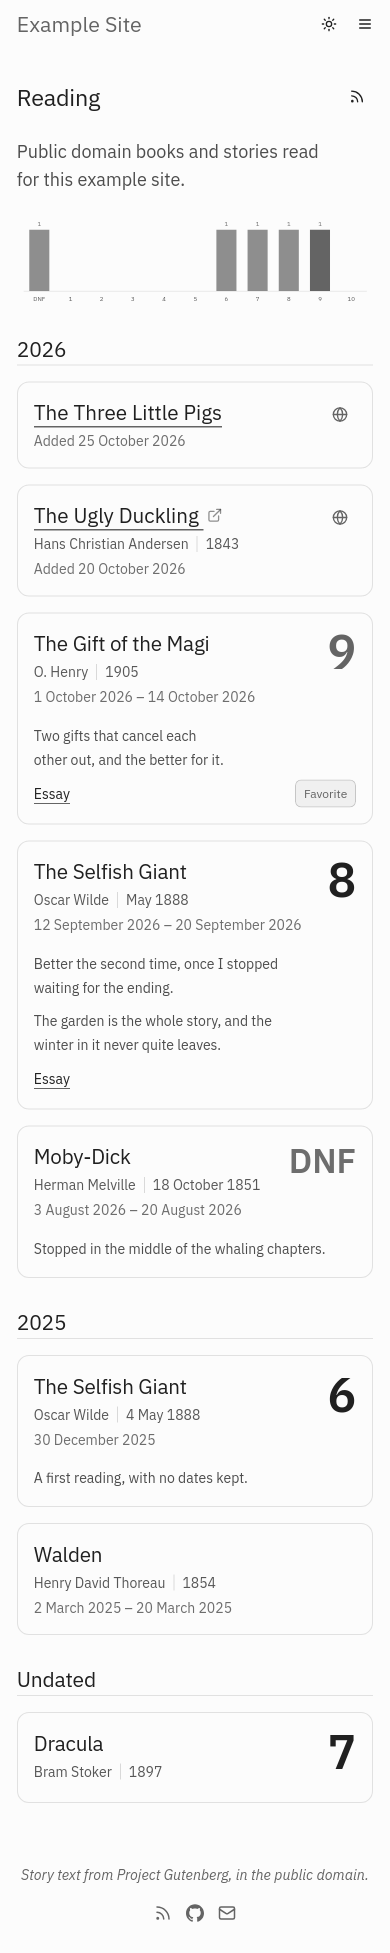 Example Site
Reading
Public domain books and stories read
for this example site.
1 1 1 1 1
DNF 1 2 3 4 5 6 7 8 9 10
2026
The Three Little Pigs
Added 25 October 2026
The Ugly Duckling
Hans Christian Andersen 1843
Added 20 October 2026
The Gift of the Magi 9
O. Henry 1905
1 October 2026 – 14 October 2026
Two gifts that cancel each
other out, and the better for it.
Essay Favorite
The Selfish Giant 8
Oscar Wilde May 1888
12 September 2026 – 20 September 2026
Better the second time, once I stopped
waiting for the ending.
The garden is the whole story, and the
winter in it never quite leaves.
Essay
Moby-Dick DNF
Herman Melville 18 October 1851
3 August 2026 – 20 August 2026
Stopped in the middle of the whaling chapters.
2025
The Selfish Giant 6
Oscar Wilde 4 May 1888
30 December 2025
A first reading, with no dates kept.
Walden
Henry David Thoreau 1854
2 March 2025 – 20 March 2025
Undated
Dracula 7
Bram Stoker 1897
Story text from Project Gutenberg, in the public domain.